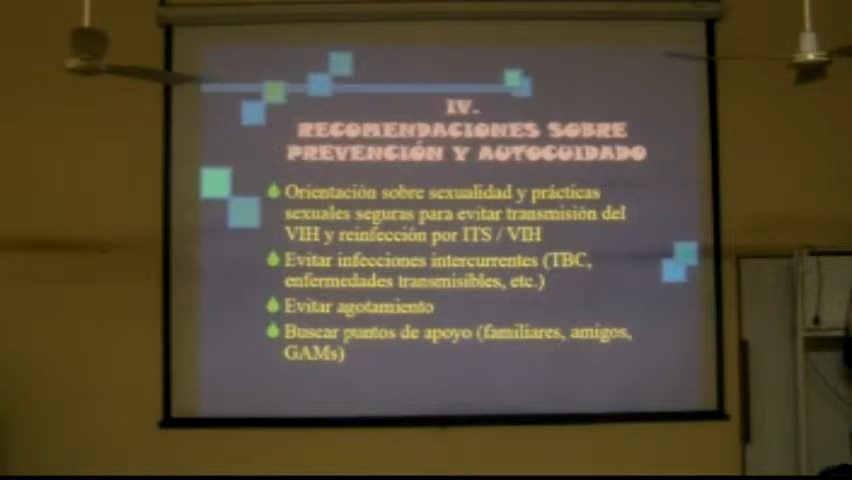 IV.
RECOMENDACIONES SOBRE
PREVENCIÓN Y AUTOCUIDADO
Orientación sobre sexualidad y prácticas
sexuales seguras para evitar transmisión del
VIH y reinfección por ITS / VIH
Evitar infecciones intercurrentes (TBC,
enfermedades transmisibles, etc.)
Evitar agotamiento
Buscar puntos de apoyo (familiares, amigos,
GAMs)